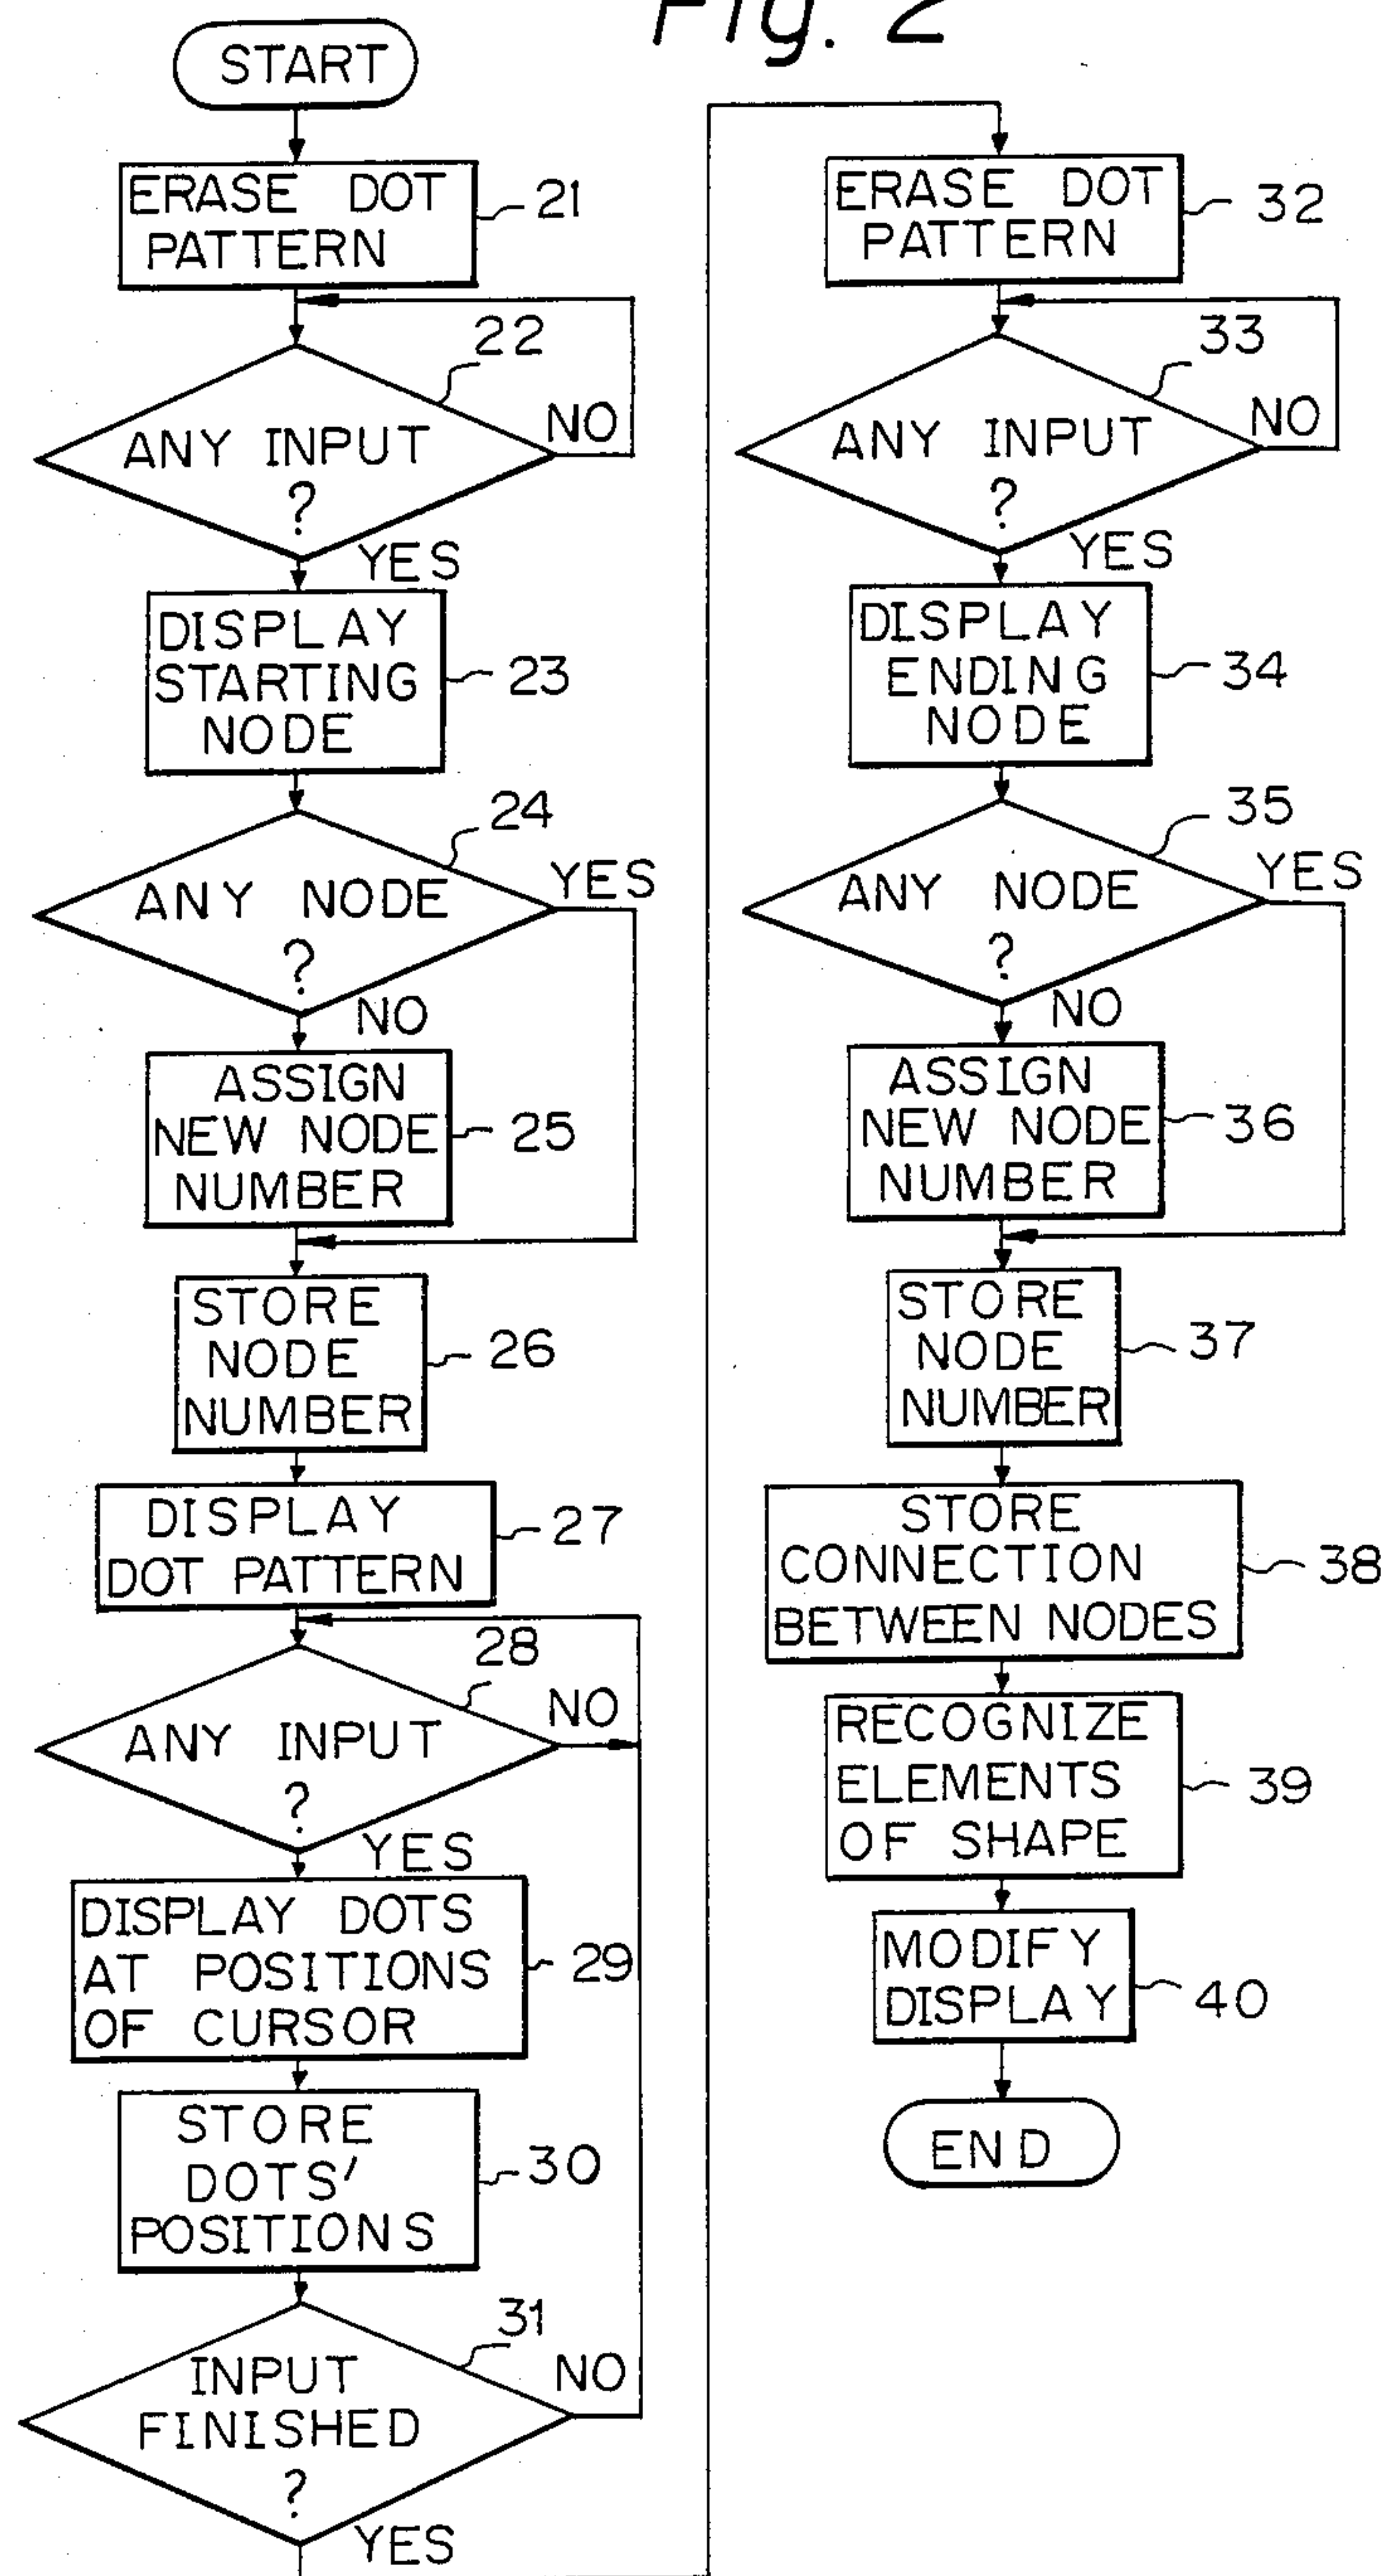 Fig. 2
START
ERASE DOT
PATTERN
21
22
ANY INPUT
?
NO
YES
DISPLAY
STARTING
NODE
23
24
ANY NODE
?
YES
NO
ASSIGN
NEW NODE
NUMBER
25
STORE
NODE
NUMBER
26
DISPLAY
DOT PATTERN
27
28
ANY INPUT
?
NO
YES
DISPLAY DOTS
AT POSITIONS
OF CURSOR
29
STORE
DOTS'
POSITIONS
30
31
INPUT
FINISHED
?
NO
YES
ERASE DOT
PATTERN
32
33
ANY INPUT
?
NO
YES
DISPLAY
ENDING
NODE
34
35
ANY NODE
?
YES
NO
ASSIGN
NEW NODE
NUMBER
36
STORE
NODE
NUMBER
37
STORE
CONNECTION
BETWEEN NODES
38
RECOGNIZE
ELEMENTS
OF SHAPE
39
MODIFY
DISPLAY
40
END